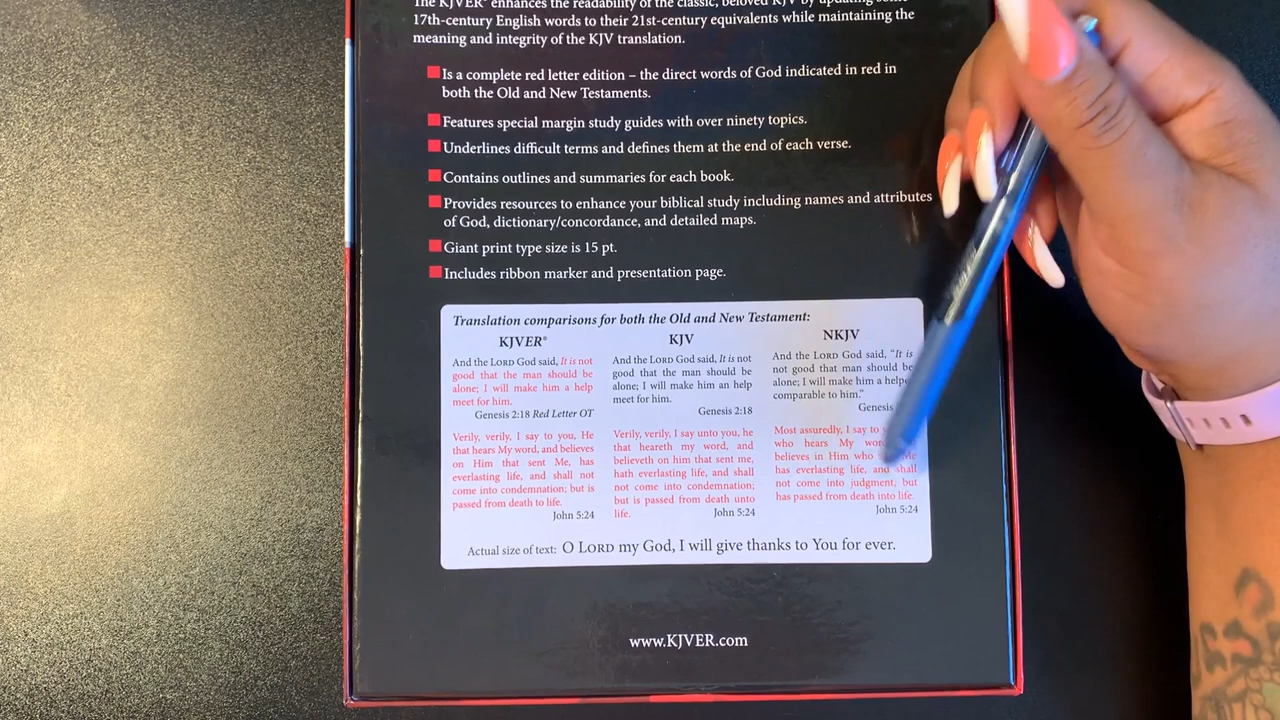 The KJVER® enhances the readability of the classic, beloved KJV by updating some
17th-century English words to their 21st-century equivalents while maintaining the
meaning and integrity of the KJV translation.
Is a complete red letter edition – the direct words of God indicated in red in
both the Old and New Testaments.
Features special margin study guides with over ninety topics.
Underlines difficult terms and defines them at the end of each verse.
Contains outlines and summaries for each book.
Provides resources to enhance your biblical study including names and attributes
of God, dictionary/concordance, and detailed maps.
Giant print type size is 15 pt.
Includes ribbon marker and presentation page.
Translation comparisons for both the Old and New Testament:
KJVER®
And the LORD God said, It is not
good that the man should be
alone; I will make him a help
meet for him.
Genesis 2:18 Red Letter OT
Verily, verily, I say to you, He
that hears My word, and believes
on Him that sent Me, has
everlasting life, and shall not
come into condemnation; but is
passed from death to life.
John 5:24
KJV
And the LORD God said, It is not
good that the man should be
alone; I will make him an help
meet for him.
Genesis 2:18
Verily, verily, I say unto you, he
that heareth my word, and
believeth on him that sent me,
hath everlasting life, and shall
not come into condemnation;
but is passed from death unto
life.
John 5:24
NKJV
And the LORD God said, "It is
not good that man should be
alone; I will make him a helper
comparable to him."
Genesis
Most assuredly, I say to
who hears My word
believes in Him who Me
has everlasting life, and shall
not come into judgment, but
has passed from death into life.
John 5:24
Actual size of text: O LORD my God, I will give thanks to You for ever.
www.KJVER.com